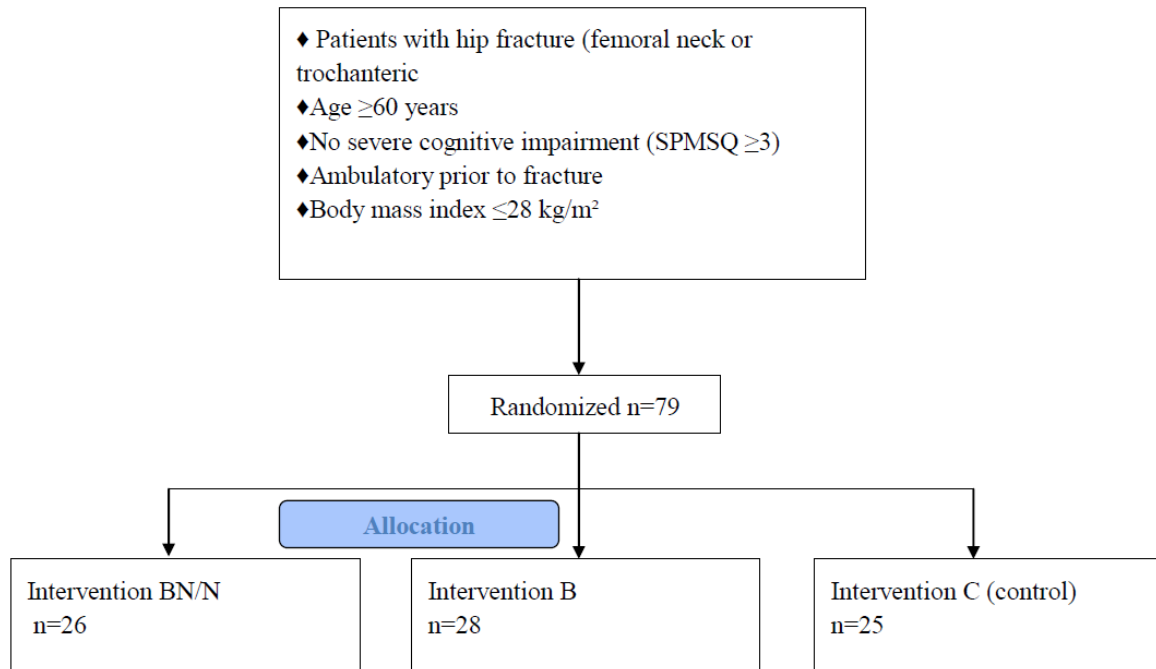 ♦ Patients with hip fracture (femoral neck or
trochanteric
♦Age ≥60 years
♦No severe cognitive impairment (SPMSQ ≥3)
♦Ambulatory prior to fracture
♦Body mass index ≤28 kg/m²
Randomized n=79
Allocation
Intervention BN/N
n=26
Intervention B
n=28
Intervention C (control)
n=25